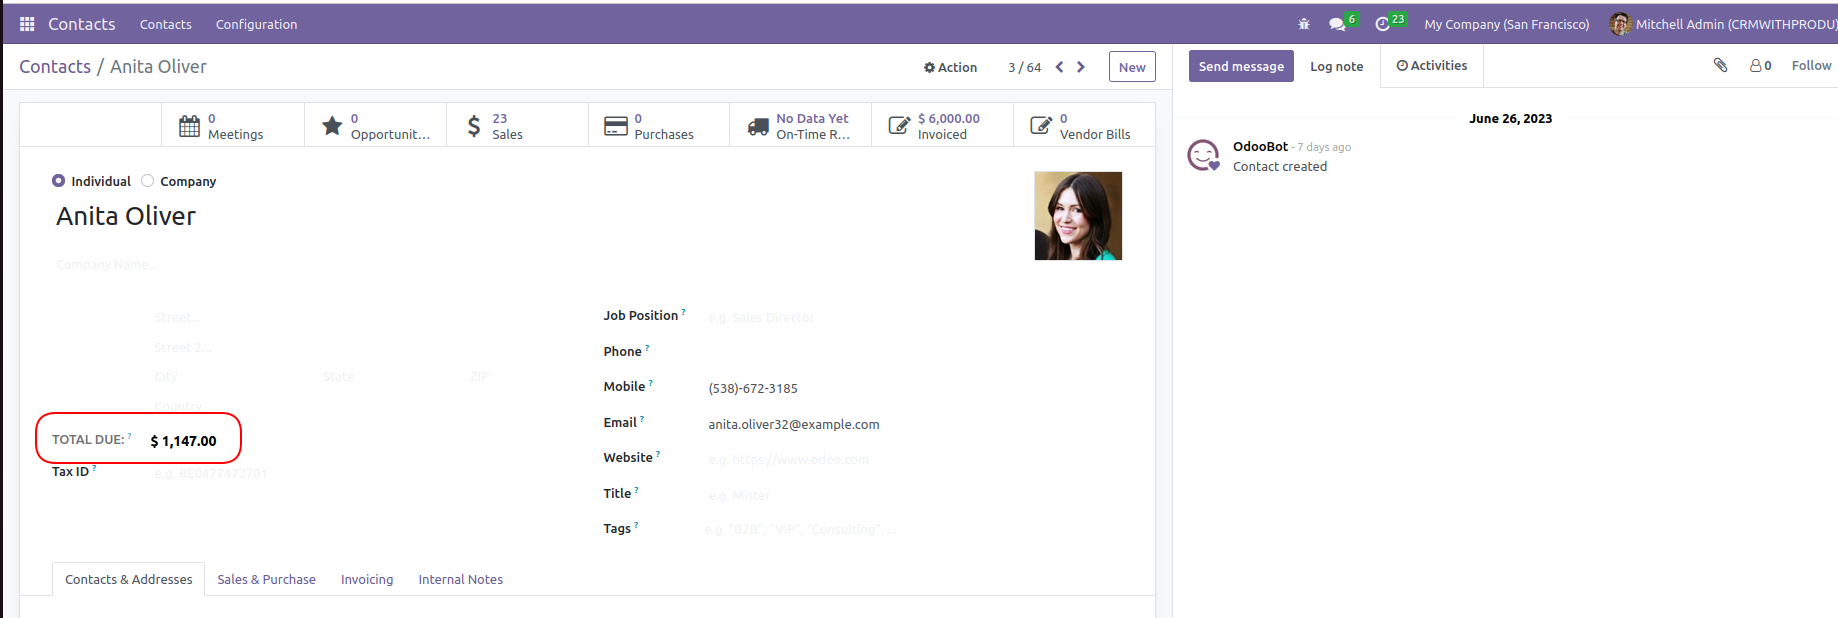 Contacts Contacts Configuration 6 23 My Company (San Francisco) Mitchell Admin (CRMWITHPRODU)
Contacts / Anita Oliver Action 3 / 64 New Send message Log note Activities 0 Follow
0 Meetings
0 Opportunit...
23 Sales
0 Purchases
No Data Yet On-Time R...
$ 6,000.00 Invoiced
0 Vendor Bills
Individual Company
Anita Oliver
Company Name...
Street...
Street 2...
City State ZIP
Country
TOTAL DUE: ? $ 1,147.00
Tax ID ? e.g. BE0477472701
Job Position ? e.g. Sales Director
Phone ?
Mobile ? (538)-672-3185
Email ? anita.oliver32@example.com
Website ? e.g. https://www.odoo.com
Title ? e.g. Mister
Tags ? e.g. "B2B", "VIP", "Consulting", ...
Contacts & Addresses Sales & Purchase Invoicing Internal Notes
June 26, 2023
OdooBot - 7 days ago
Contact created